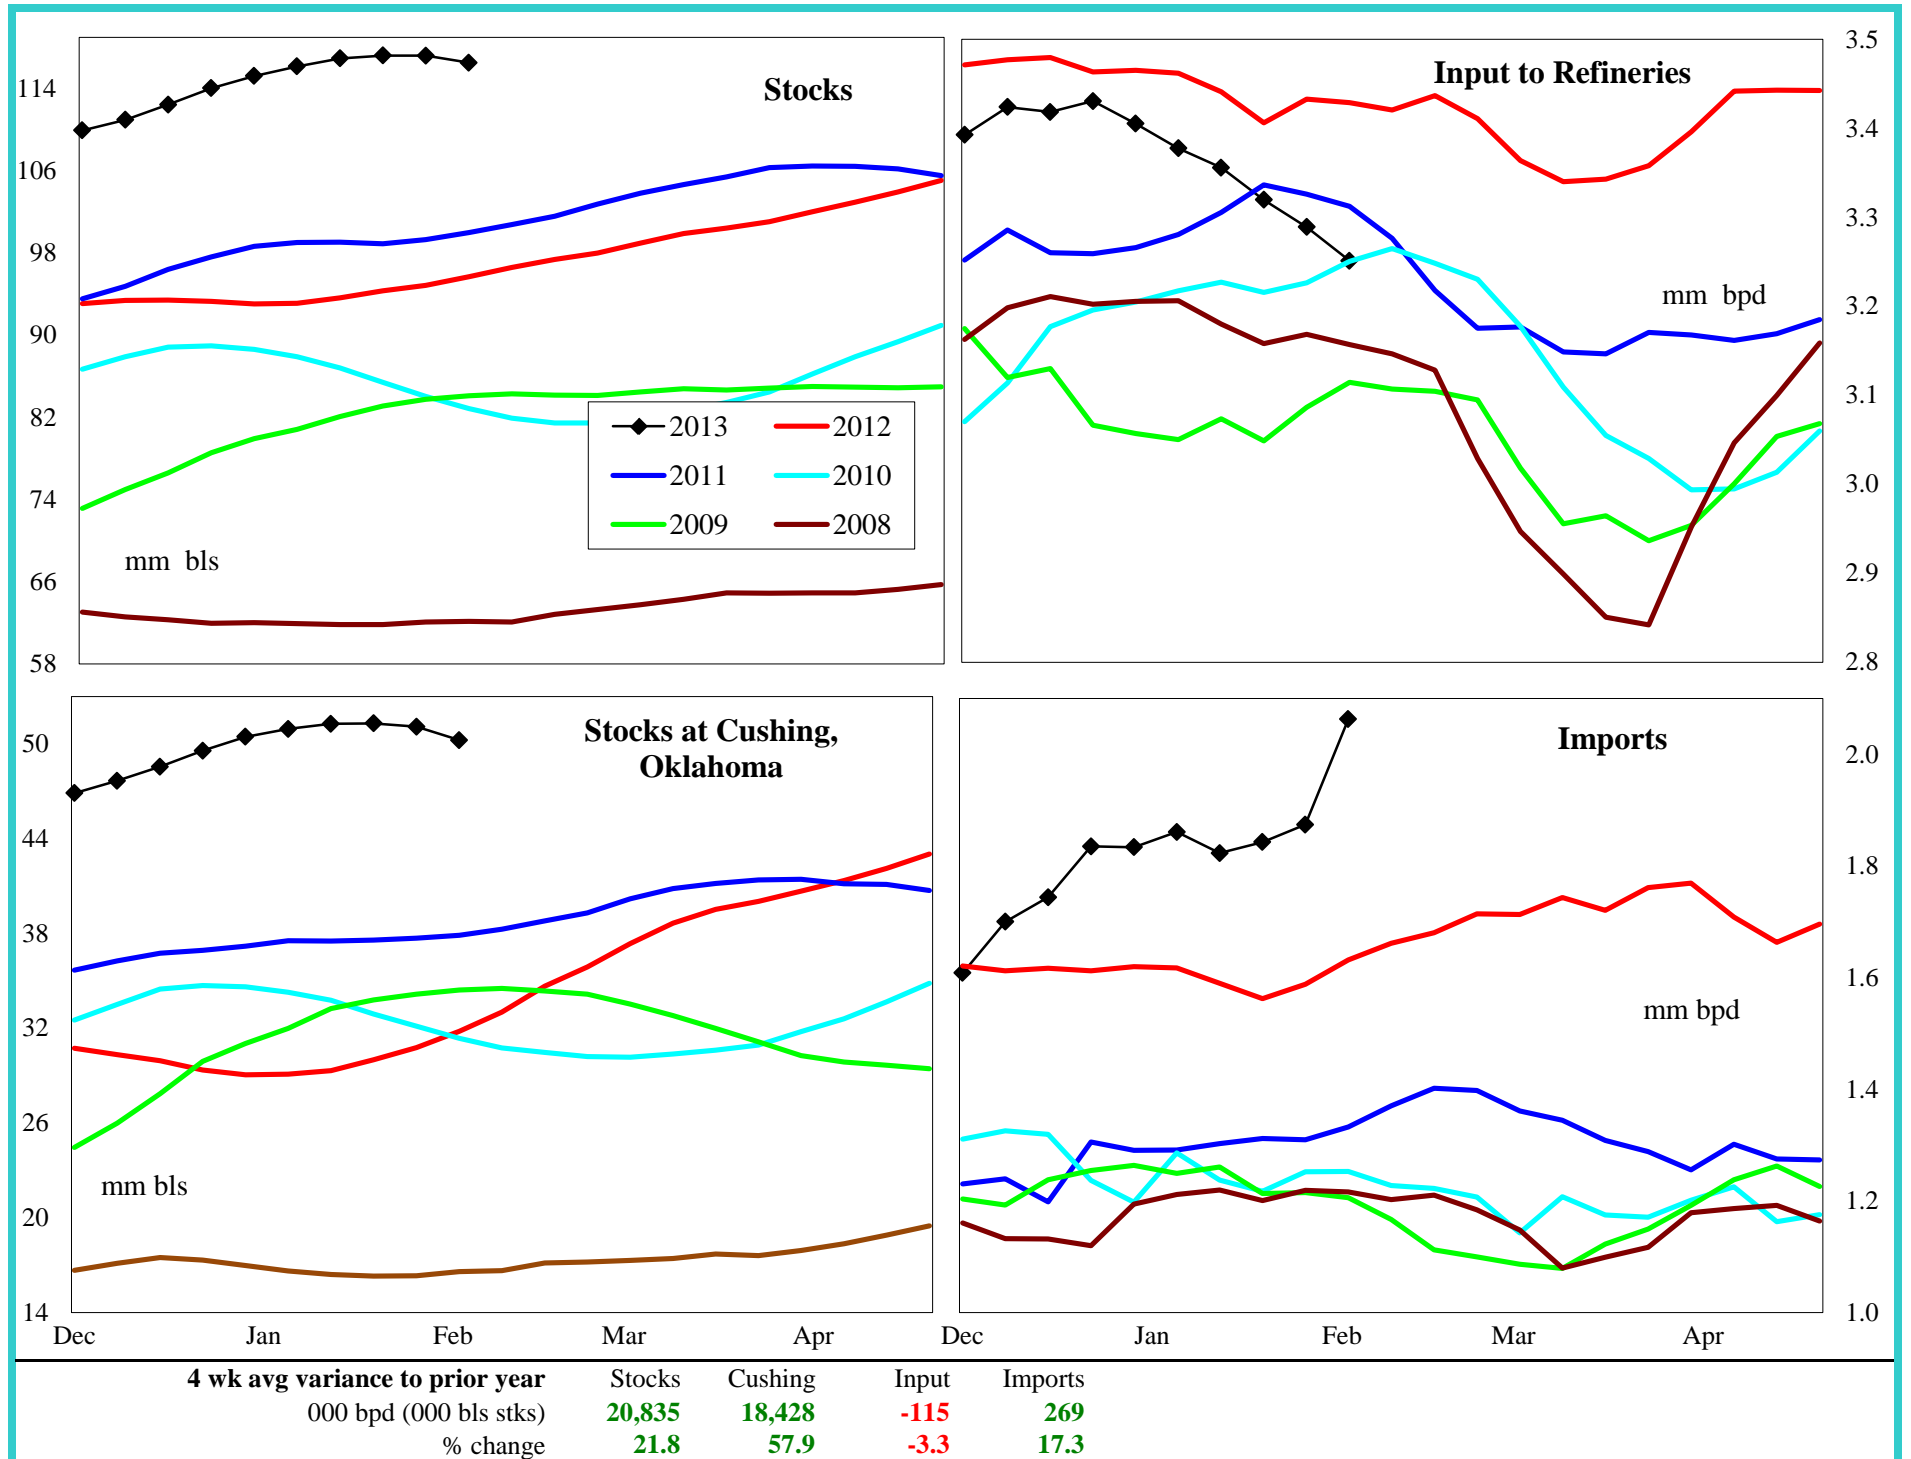 Stocks
114
106
98
90
82
74
66
58
mm bls
2013 2012
2011 2010
2009 2008
Input to Refineries
3.5
3.4
3.3
3.2
3.1
3.0
2.9
2.8
mm bpd
Stocks at Cushing,
Oklahoma
50
44
38
32
26
20
14
mm bls
Dec Jan Feb Mar Apr
Imports
2.0
1.8
1.6
1.4
1.2
1.0
mm bpd
Dec Jan Feb Mar Apr
4 wk avg variance to prior year Stocks Cushing Input Imports
000 bpd (000 bls stks) 20,835 18,428 -115 269
% change 21.8 57.9 -3.3 17.3